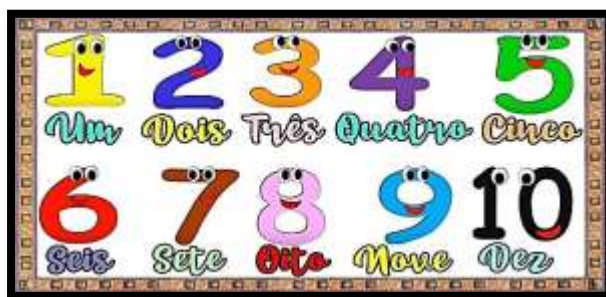 1 2 3 4 5
Um Dois Três Quatro Cinco
6 7 8 9 10
Seis Sete Oito Nove Dez